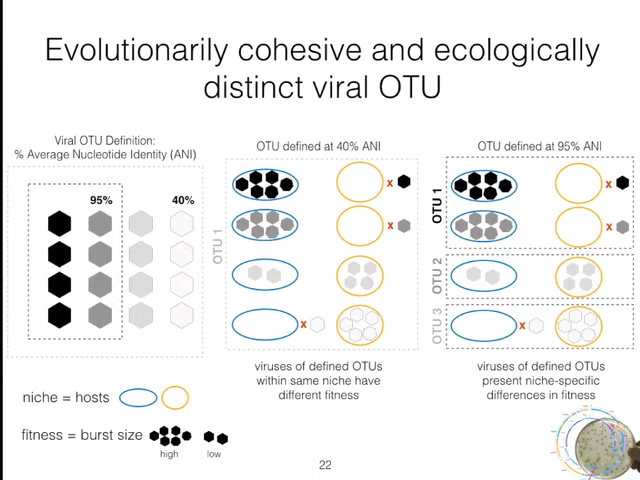 Evolutionarily cohesive and ecologically
distinct viral OTU
Viral OTU Definition:
% Average Nucleotide Identity (ANI)
95%
40%
OTU defined at 40% ANI
OTU 1
x
x
x
viruses of defined OTUs
within same niche have
different fitness
OTU defined at 95% ANI
OTU 1
OTU 2
OTU 3
x
x
x
viruses of defined OTUs
present niche-specific
differences in fitness
niche = hosts
fitness = burst size
high
low
22